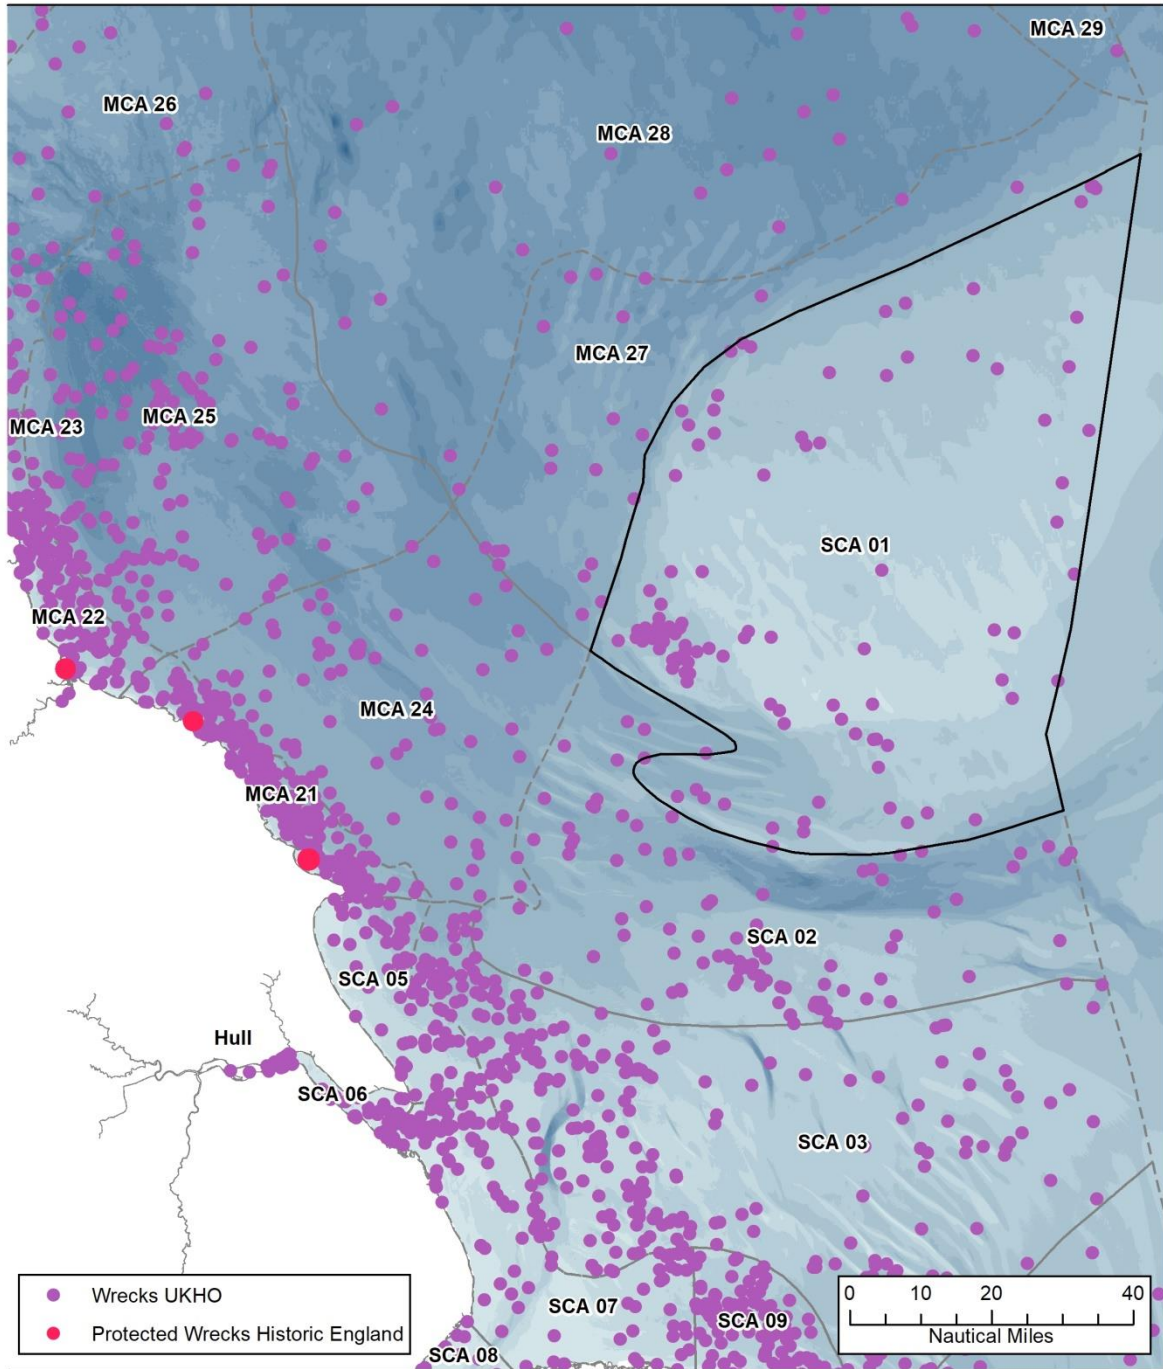 MCA 29
MCA 26
MCA 28
MCA 27
MCA 25
MCA 23
SCA 01
MCA 22
MCA 24
MCA 21
SCA 02
SCA 05
Hull
SCA 06
SCA 03
Wrecks UKHO
Protected Wrecks Historic England
SCA 07
SCA 09
SCA 08
0 10 20 40
Nautical Miles